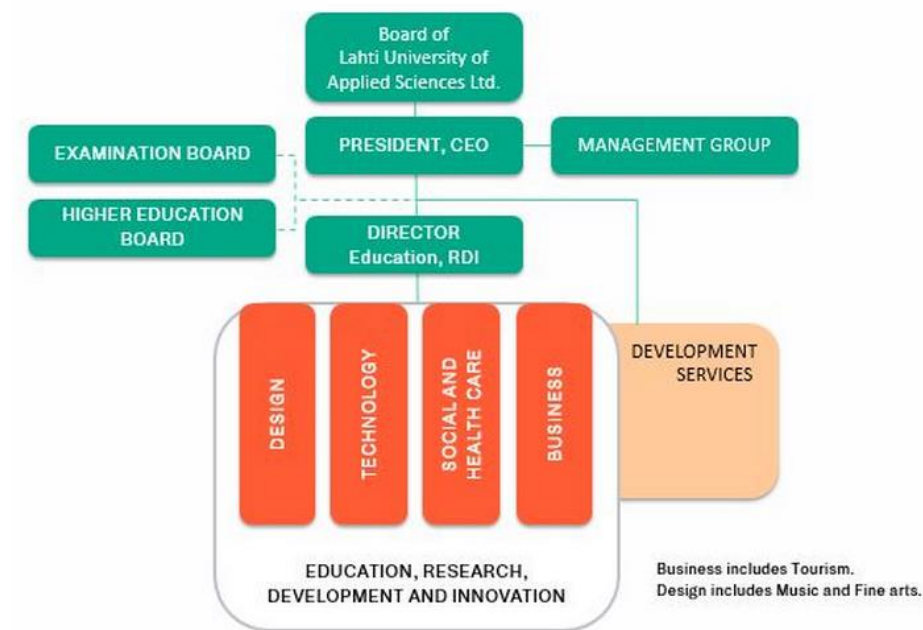 Board of
Lahti University of
Applied Sciences Ltd.
PRESIDENT, CEO
MANAGEMENT GROUP
EXAMINATION BOARD
HIGHER EDUCATION
BOARD
DIRECTOR
Education, RDI
DESIGN
TECHNOLOGY
SOCIAL AND
HEALTH CARE
BUSINESS
DEVELOPMENT
SERVICES
EDUCATION, RESEARCH,
DEVELOPMENT AND INNOVATION
Business includes Tourism.
Design includes Music and Fine arts.